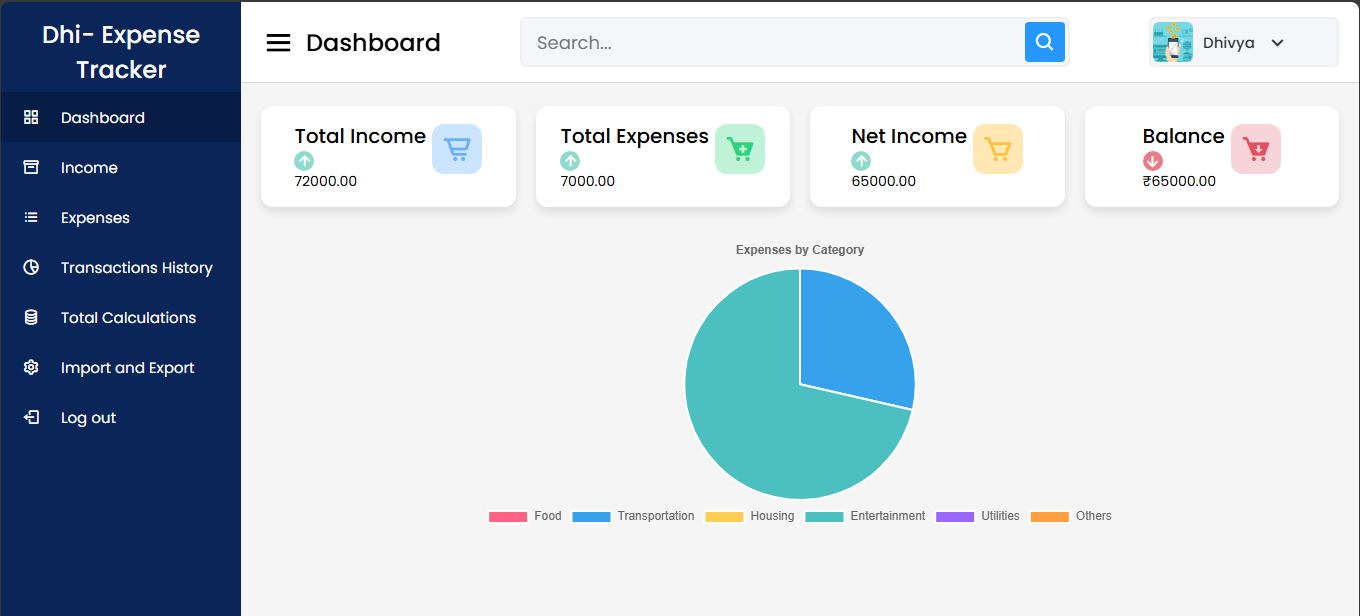 Dhi- Expense
Tracker
Dashboard
Income
Expenses
Transactions History
Total Calculations
Import and Export
Log out
Dashboard
Search...
Dhivya
Total Income
72000.00
Total Expenses
7000.00
Net Income
65000.00
Balance
₹65000.00
Expenses by Category
Food Transportation Housing Entertainment Utilities Others